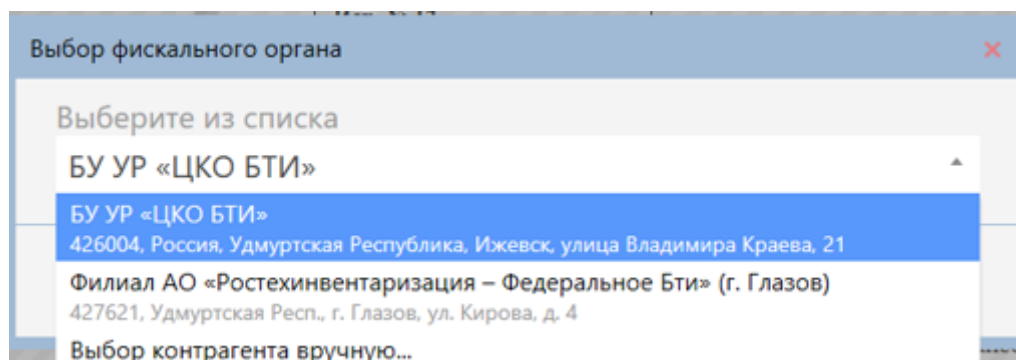 Выбор фискального органа
Выберите из списка
БУ УР «ЦКО БТИ»
БУ УР «ЦКО БТИ»
426004, Россия, Удмуртская Республика, Ижевск, улица Владимира Краева, 21
Филиал АО «Ростехинвентаризация – Федеральное Бти» (г. Глазов)
427621, Удмуртская Респ., г. Глазов, ул. Кирова, д. 4
Выбор контрагента вручную...